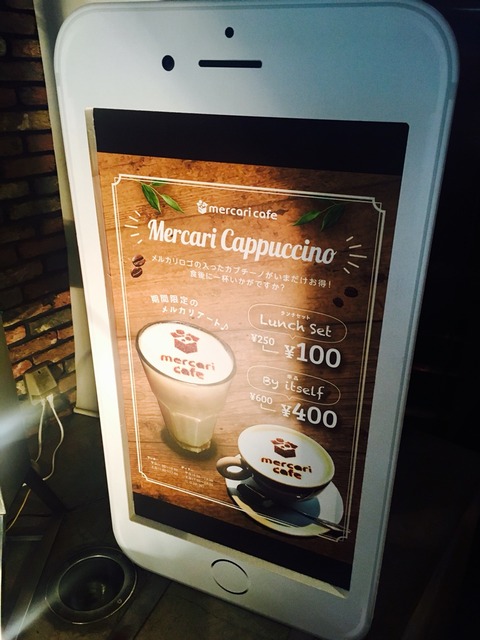 mercari cafe
Mercari Cappuccino
メルカリロゴの入ったカプチーノがいまだけお得！
食後に一杯いかがですか？
期間限定の
メルカリアート♪
ランチセット
Lunch Set
¥250
¥100
単品
By itself
¥600
¥400
mercari
cafe
mercari
cafe